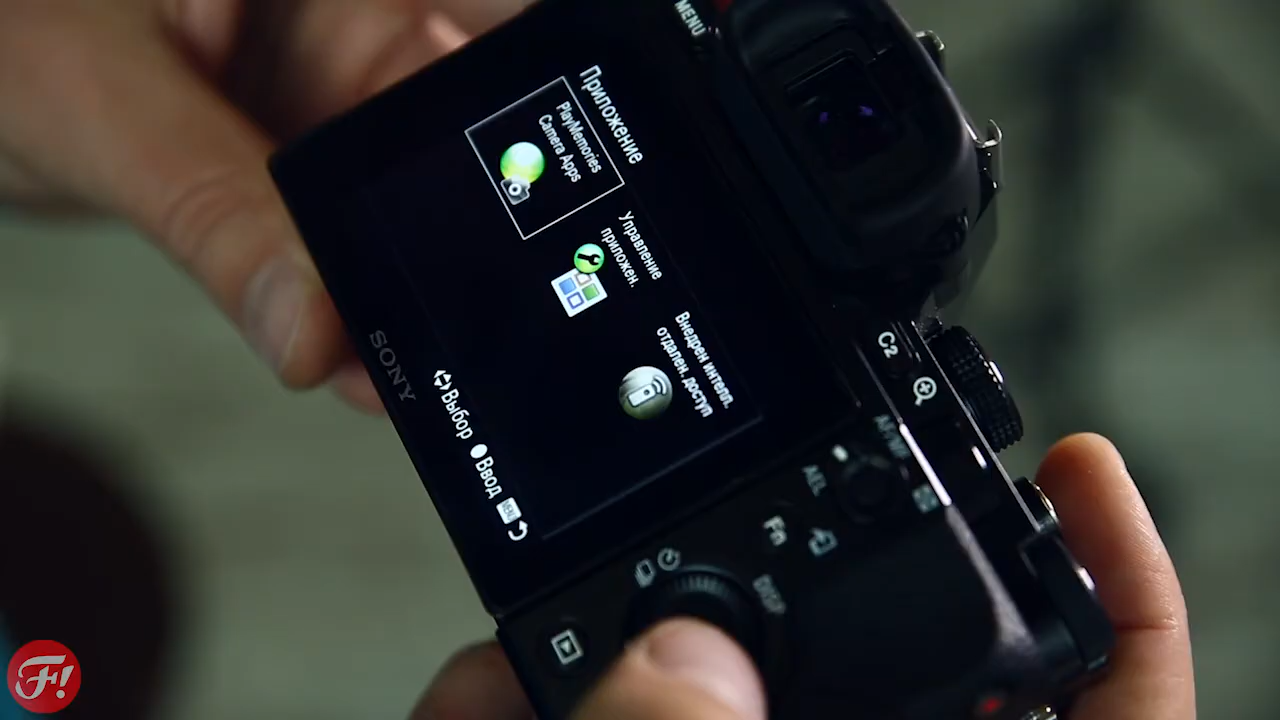 MENU
Приложение
PlayMemories
Camera Apps
Управление
приложен.
Внедрен интелл.
отдален. доступ
Выбор Ввод MENU
SONY
C2
AF/MF
AEL
Fn
DISP
F!